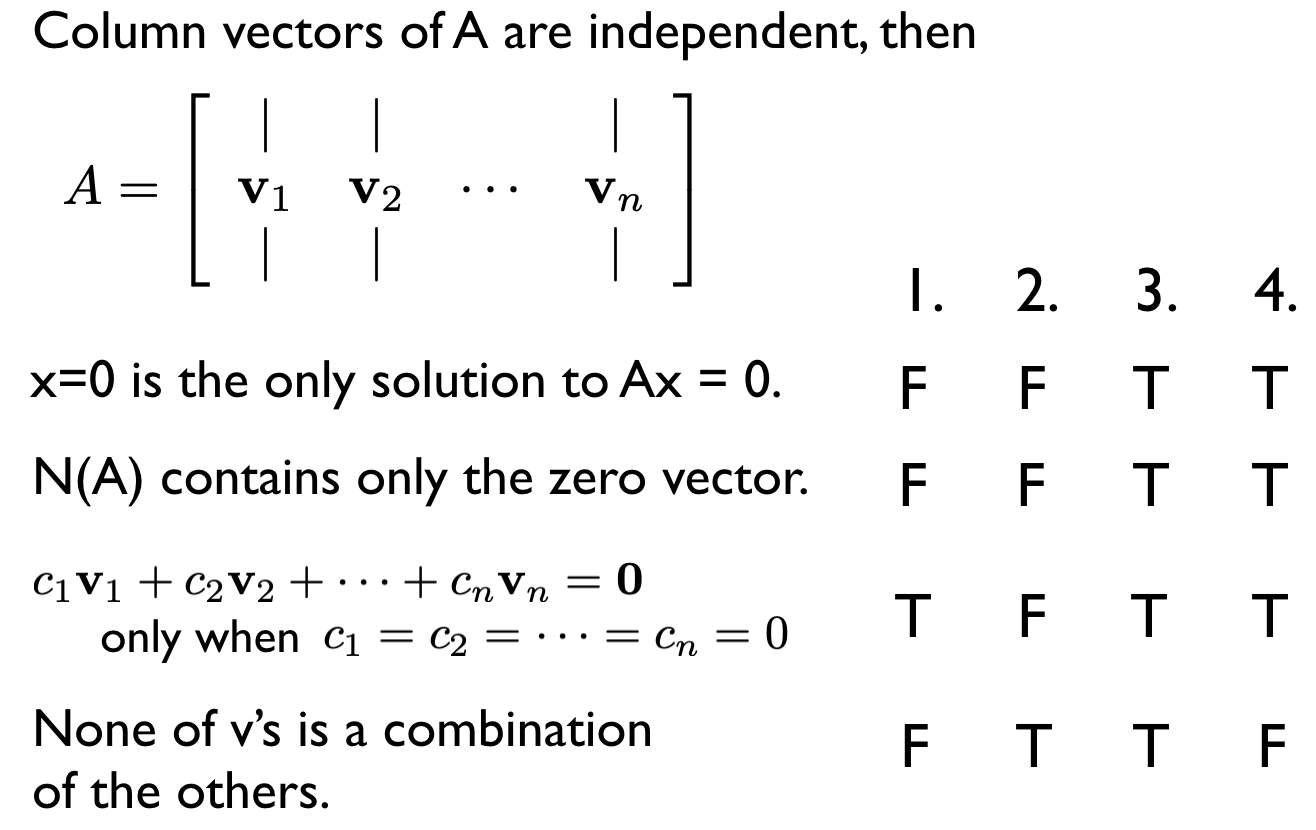 Column vectors of A are independent, then
A = [ | | |
v₁ v₂ ⋯ vₙ
| | | ]
1. 2. 3. 4.
x=0 is the only solution to Ax = 0. F F T T
N(A) contains only the zero vector. F F T T
c₁v₁ + c₂v₂ + ⋯ + cₙvₙ = 0
only when c₁ = c₂ = ⋯ = cₙ = 0 T F T T
None of v’s is a combination F T T F
of the others.